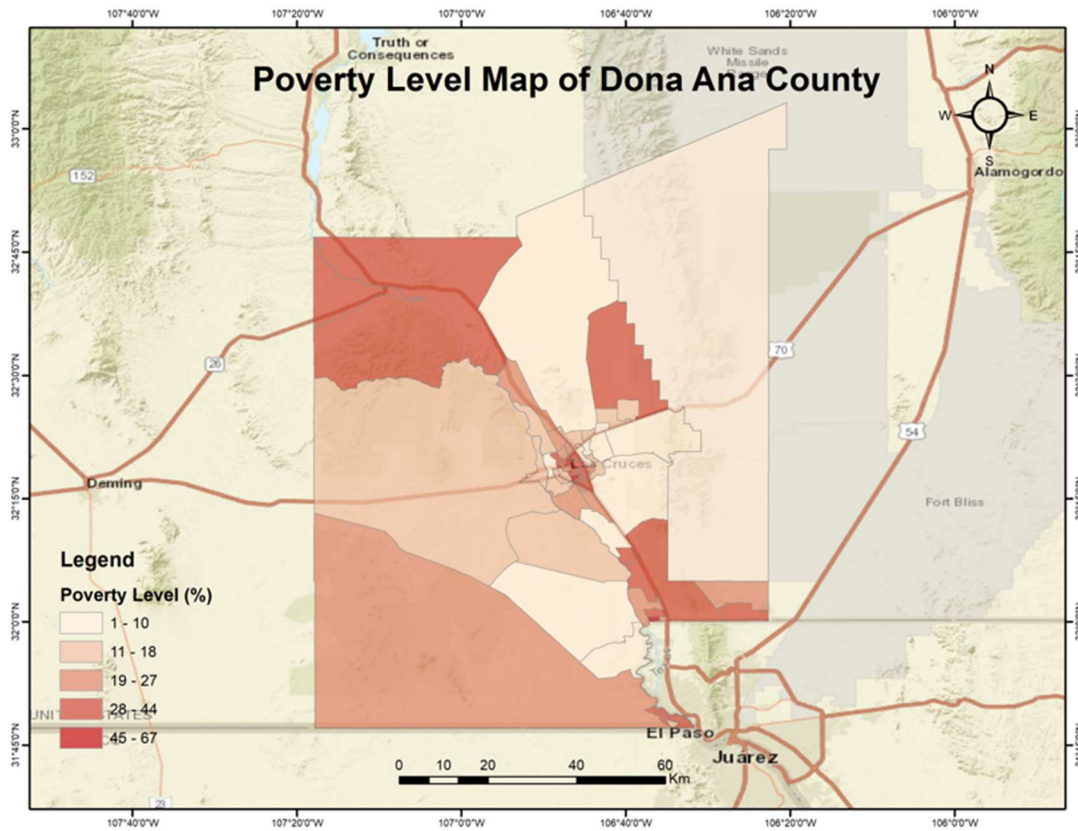 107°40'0"W 107°20'0"W 107°0'0"W 106°40'0"W 106°20'0"W 106°0'0"W
Truth or
Consequences
White Sands
Missile
Range
Poverty Level Map of Dona Ana County
N
W E
S
33°0'0"N
152
Alamogordo
32°45'0"N
70
26
32°30'0"N
54
Las Cruces
Deming
32°15'0"N
Fort Bliss
Legend
Poverty Level (%)
1 - 10
32°0'0"N
11 - 18
19 - 27
28 - 44
UNITED STATES
45 - 67
31°45'0"N
El Paso
Juárez
0 10 20 40 60
Km
107°40'0"W 107°20'0"W 107°0'0"W 106°40'0"W 106°20'0"W 106°0'0"W